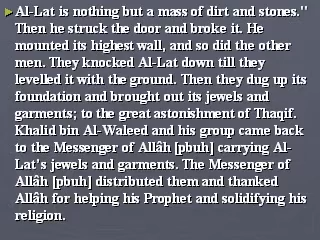 Al-Lat is nothing but a mass of dirt and stones."
Then he struck the door and broke it. He
mounted its highest wall, and so did the other
men. They knocked Al-Lat down till they
levelled it with the ground. Then they dug up its
foundation and brought out its jewels and
garments; to the great astonishment of Thaqif.
Khalid bin Al-Waleed and his group came back
to the Messenger of Allâh [pbuh] carrying Al-
Lat's jewels and garments. The Messenger of
Allâh [pbuh] distributed them and thanked
Allâh for helping his Prophet and solidifying his
religion.